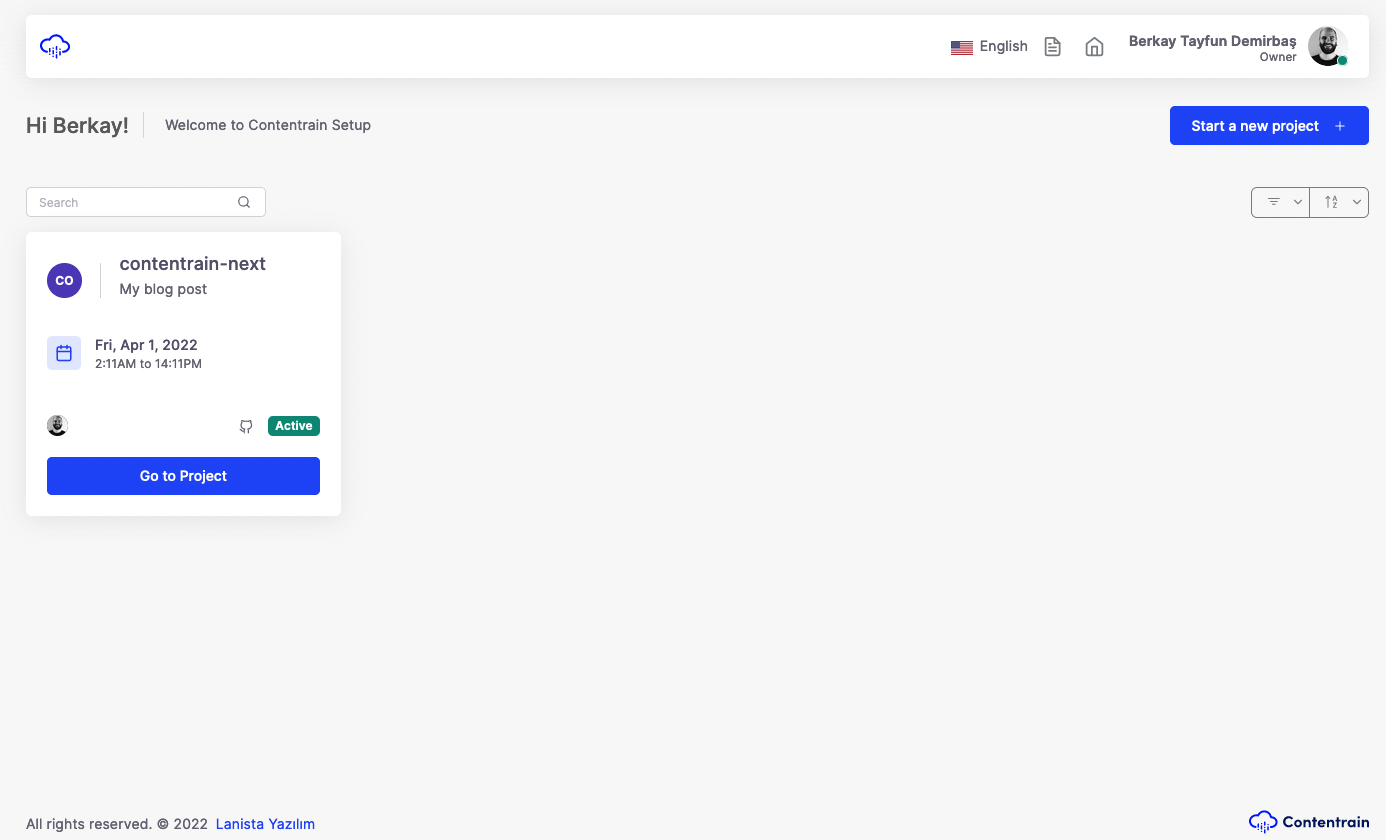 English
Berkay Tayfun Demirbaş
Owner
Hi Berkay!
Welcome to Contentrain Setup
Start a new project +
Search
A
Z
CO
contentrain-next
My blog post
Fri, Apr 1, 2022
2:11AM to 14:11PM
Active
Go to Project
All rights reserved. © 2022 Lanista Yazılım
Contentrain